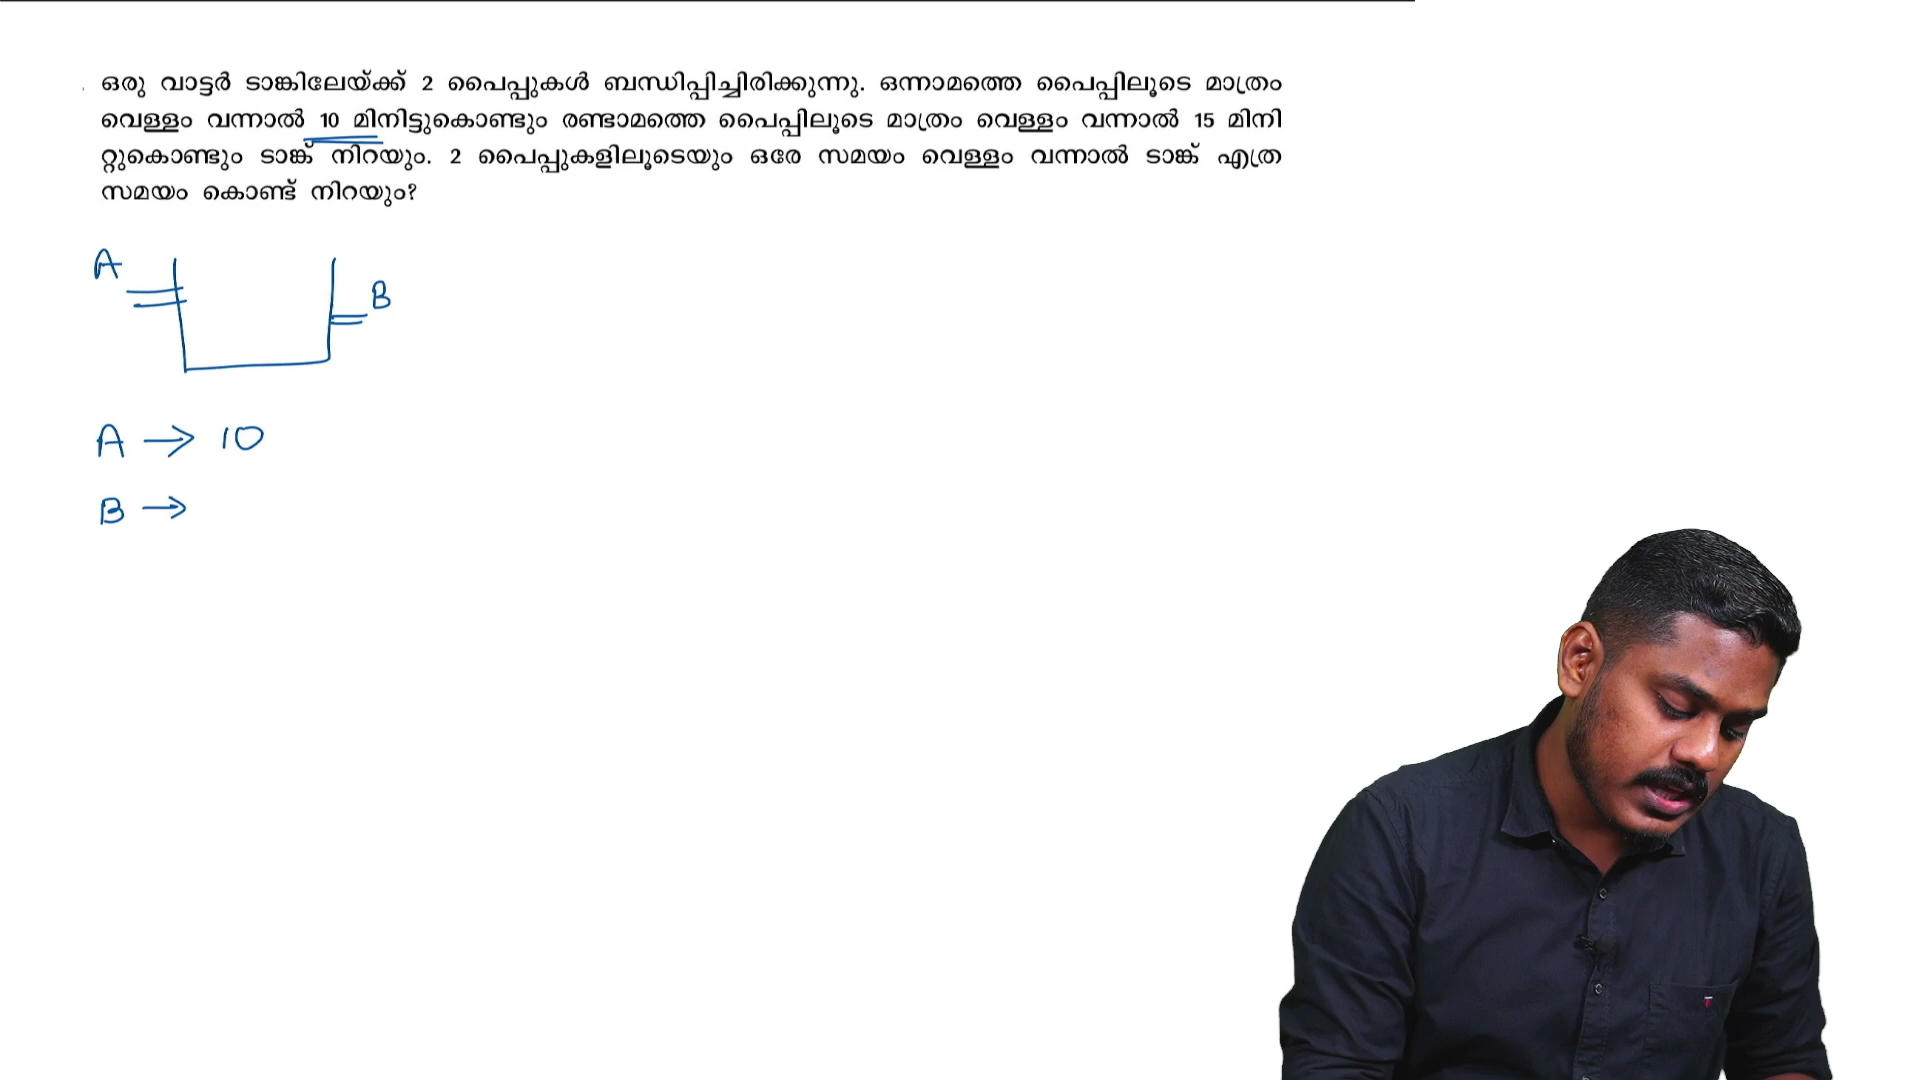 ഒരു വാട്ടർ ടാങ്കിലേയ്ക്ക് 2 പൈപ്പുകൾ ബന്ധിപ്പിച്ചിരിക്കുന്നു. ഒന്നാമത്തെ പൈപ്പിലൂടെ മാത്രം
വെള്ളം വന്നാൽ 10 മിനിട്ടുകൊണ്ടും രണ്ടാമത്തെ പൈപ്പിലൂടെ മാത്രം വെള്ളം വന്നാൽ 15 മിനി
റ്റുകൊണ്ടും ടാങ്ക് നിറയും. 2 പൈപ്പുകളിലൂടെയും ഒരേ സമയം വെള്ളം വന്നാൽ ടാങ്ക് എത്ര
സമയം കൊണ്ട് നിറയും?
A
B
A → 10
B →